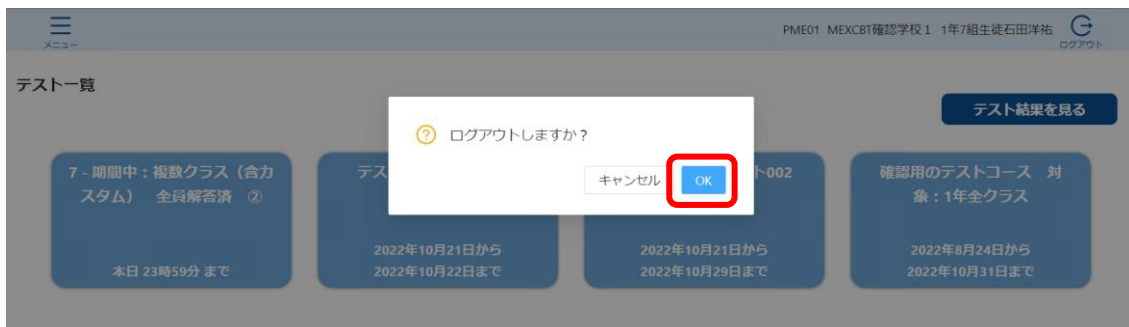 メニュー
PME01 MEXCBT確認学校1 1年7組生徒石田洋祐
ログアウト
テスト一覧
テスト結果を見る
ログアウトしますか?
キャンセル
OK
7 - 期間中：複数クラス（含カ
スタム） 全員解答済 ②
本日 23時59分 まで
テス
2022年10月21日から
2022年10月22日まで
ト002
2022年10月21日から
2022年10月29日まで
確認用のテストコース 対
象：1年全クラス
2022年8月24日から
2022年10月31日まで